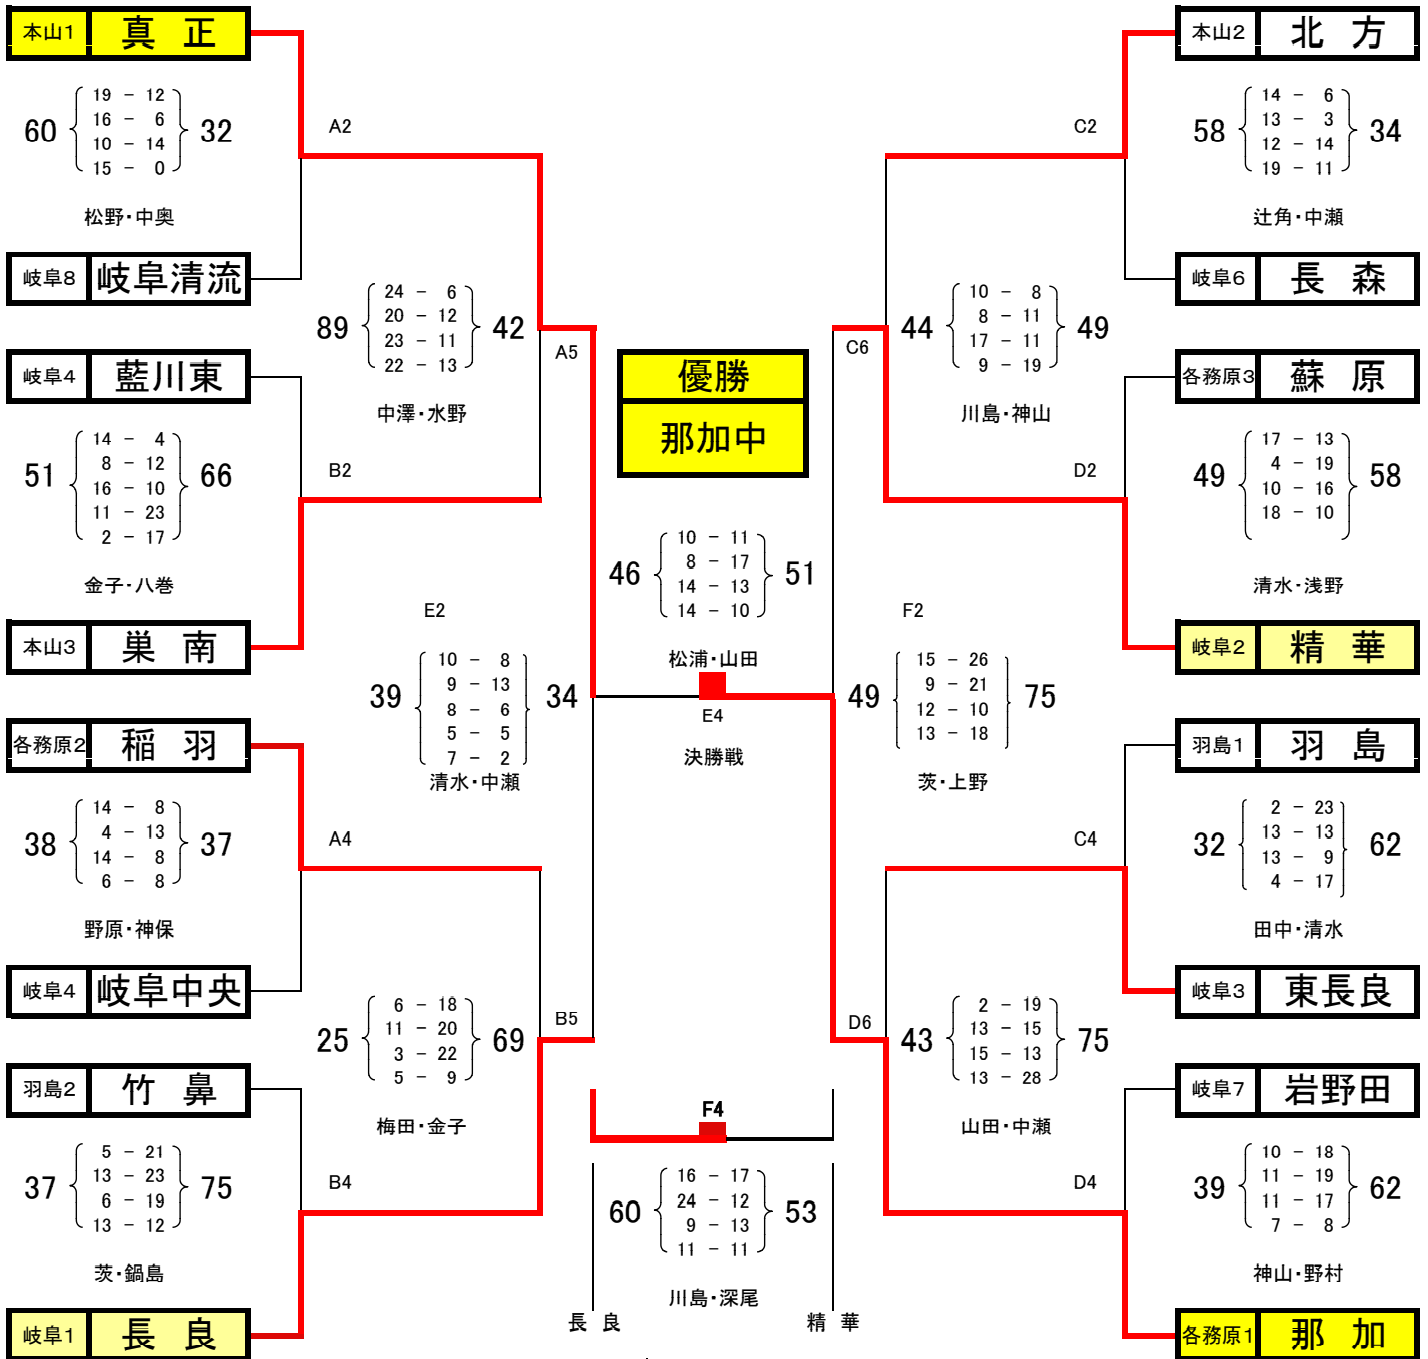 本山1 真 正
60 19 - 12 32
16 - 6
10 - 14
15 - 0
松野・中奥
A2
岐阜8 岐阜清流
岐阜4 藍川東
51 14 - 4 66
8 - 12
16 - 10
11 - 23
2 - 17
金子・八巻
B2
本山3 巣 南
89 24 - 6 42
20 - 12
23 - 11
22 - 13
中澤・水野
A5
各務原2 稲 羽
38 14 - 8 37
4 - 13
14 - 8
6 - 8
野原・神保
A4
岐阜4 岐阜中央
羽島2 竹 鼻
37 5 - 21 75
13 - 23
6 - 19
13 - 12
茨・鍋島
B4
岐阜1 長 良
25 6 - 18 69
11 - 20
3 - 22
5 - 9
梅田・金子
B5
E2
39 10 - 8 34
9 - 13
8 - 6
5 - 5
7 - 2
清水・中瀬
優勝
那加中
46 10 - 11 51
8 - 17
14 - 13
14 - 10
松浦・山田
E4
決勝戦
F4
60 16 - 17 53
24 - 12
9 - 13
11 - 11
川島・深尾
長 良
精 華
F2
49 15 - 26 75
9 - 21
12 - 10
13 - 18
茨・上野
本山2 北 方
58 14 - 6 34
13 - 3
12 - 14
19 - 11
辻角・中瀬
C2
岐阜6 長 森
44 10 - 8 49
8 - 11
17 - 11
9 - 19
川島・神山
C6
各務原3 蘇 原
49 17 - 13 58
4 - 19
10 - 16
18 - 10
清水・浅野
D2
岐阜2 精 華
羽島1 羽 島
32 2 - 23 62
13 - 13
13 - 9
4 - 17
田中・清水
C4
岐阜3 東長良
43 2 - 19 75
13 - 15
15 - 13
13 - 28
山田・中瀬
D6
岐阜7 岩野田
39 10 - 18 62
11 - 19
11 - 17
7 - 8
神山・野村
D4
各務原1 那 加